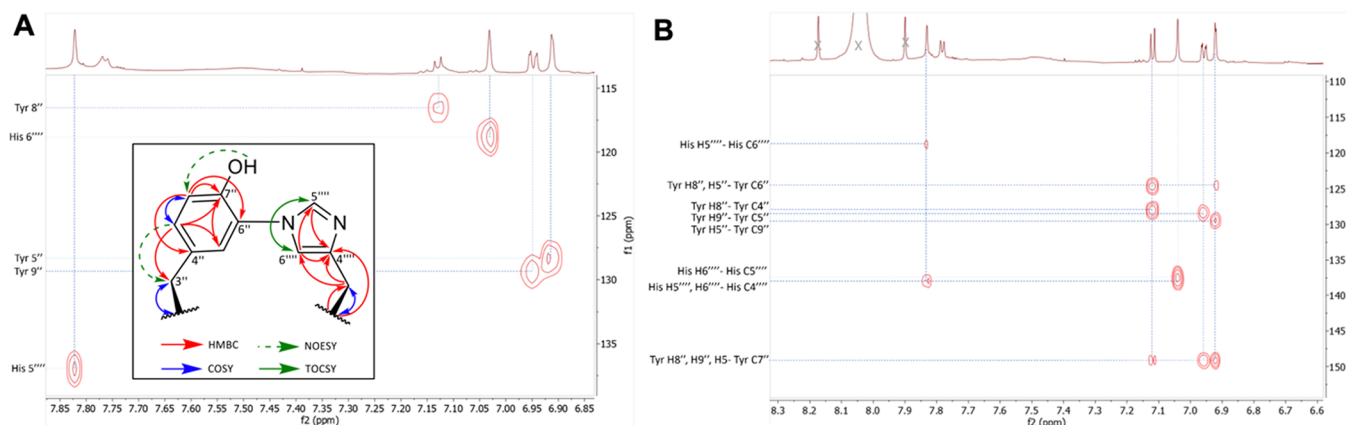 A
Tyr 8''
His 6''''
Tyr 5''
Tyr 9''
His 5''''
115
120
125
130
135
f1 (ppm)
OH
7''
6''
4''
3''
N
5''''
N
6''''
4''''
HMBC
NOESY
COSY
TOCSY
7.85 7.80 7.75 7.70 7.65 7.60 7.55 7.50 7.45 7.40 7.35 7.30 7.25 7.20 7.15 7.10 7.05 7.00 6.95 6.90 6.85
f2 (ppm)
B
X X X
His H5''''- His C6''''
Tyr H8'', H5''- Tyr C6''
Tyr H8''- Tyr C4''
Tyr H9''- Tyr C5''
Tyr H5''- Tyr C9''
His H6''''- His C5''''
His H5'''', H6''''- His C4''''
Tyr H8'', H9'', H5- Tyr C7''
110
115
120
125
130
135
140
145
150
f1 (ppm)
8.3 8.2 8.1 8.0 7.9 7.8 7.7 7.6 7.5 7.4 7.3 7.2 7.1 7.0 6.9 6.8 6.7 6.6
f2 (ppm)